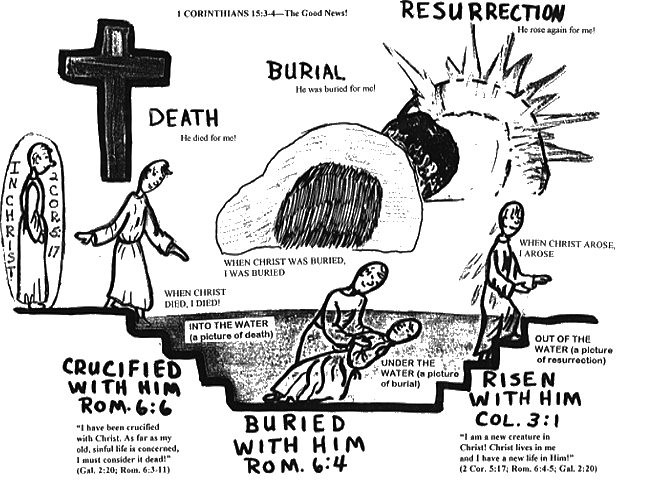 1 CORINTHIANS 15:3-4—The Good News!
RESURRECTION
He rose again for me!
BURIAL
He was buried for me!
DEATH
He died for me!
IN CHRIST
2 COR. 5:17
WHEN CHRIST AROSE,
I AROSE
WHEN CHRIST WAS BURIED,
I WAS BURIED
WHEN CHRIST
DIED, I DIED!
INTO THE WATER
(a picture of death)
UNDER THE
WATER (a picture
of burial)
OUT OF THE
WATER (a picture
of resurrection)
CRUCIFIED
WITH HIM
ROM. 6:6
"I have been crucified
with Christ. As far as my
old, sinful life is concerned,
I must consider it dead!"
(Gal. 2:20; Rom. 6:3-11)
BURIED
WITH HIM
ROM. 6:4
RISEN
WITH HIM
COL. 3:1
"I am a new creature in
Christ! Christ lives in me
and I have a new life in Him!"
(2 Cor. 5:17; Rom. 6:4-5; Gal. 2:20)